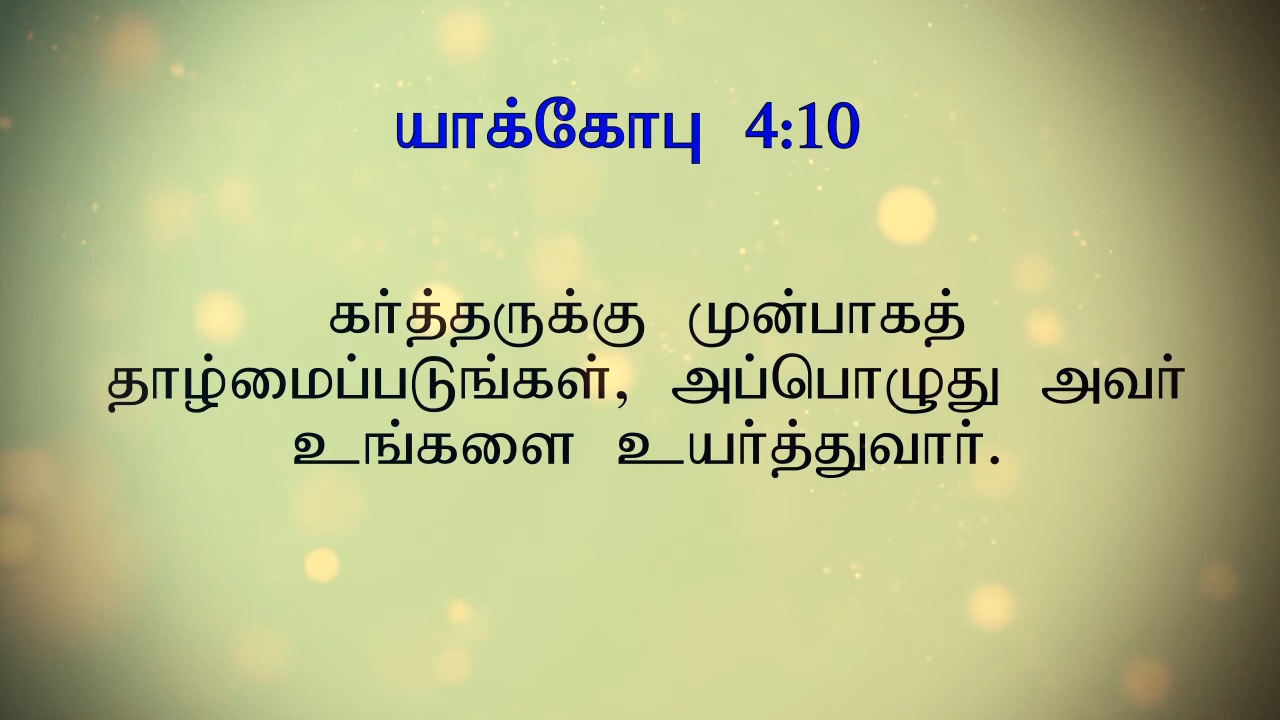 யாக்கோபு 4:10
கர்த்தருக்கு முன்பாகத்
தாழ்மைப்படுங்கள், அப்பொழுது அவர்
உங்களை உயர்த்துவார்.